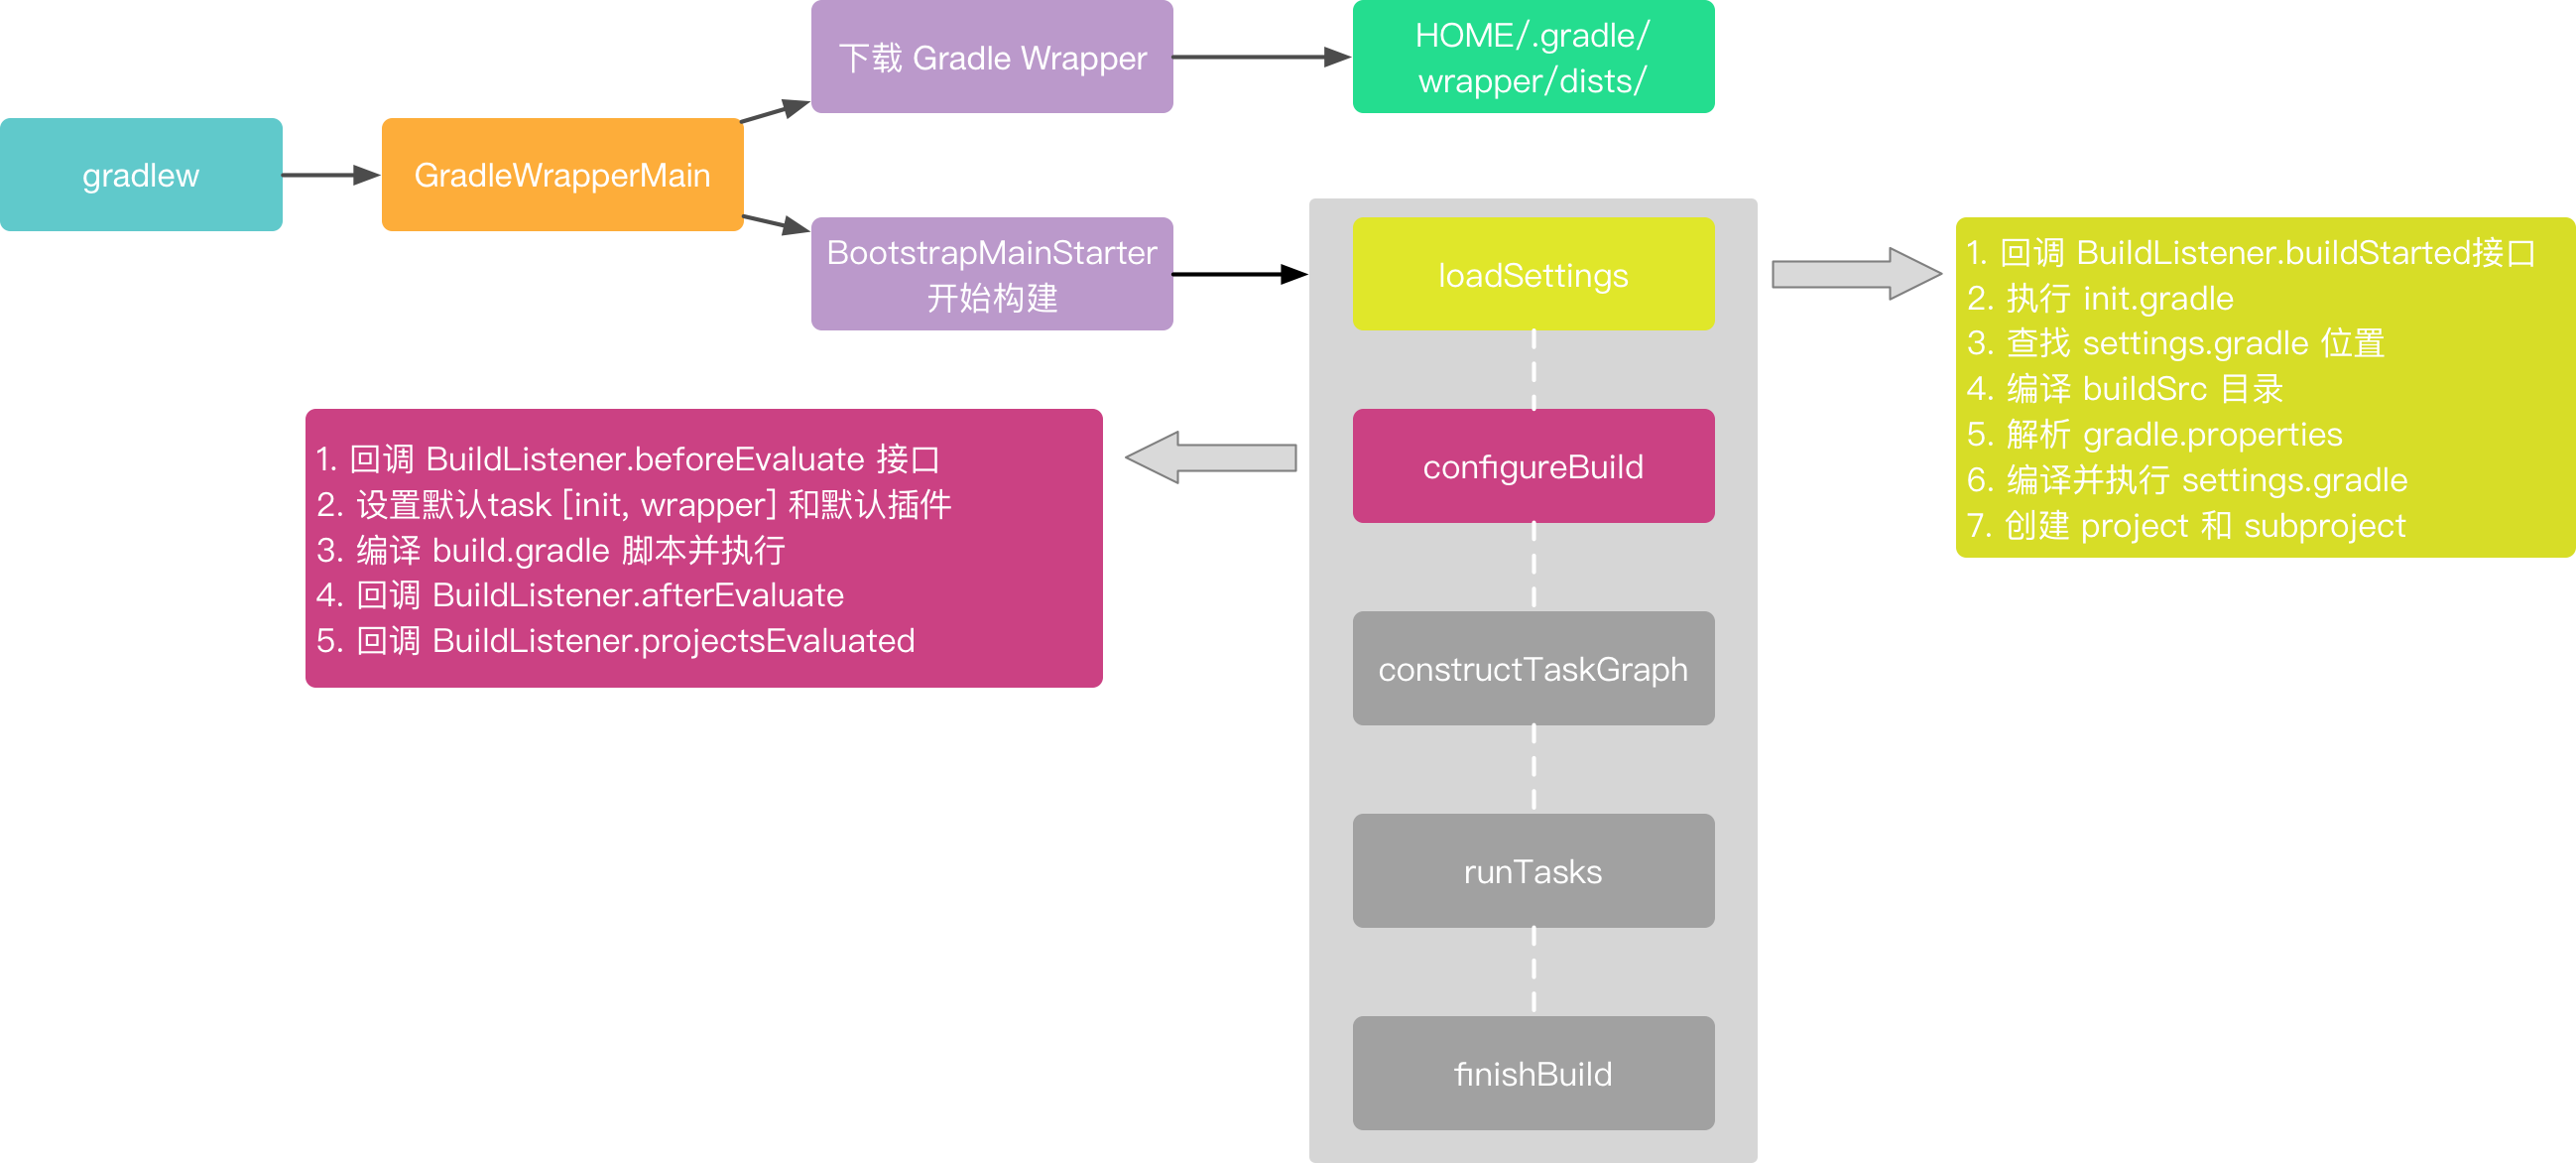 gradlew
GradleWrapperMain
下载 Gradle Wrapper
HOME/.gradle/
wrapper/dists/
BootstrapMainStarter
开始构建
loadSettings
1. 回调 BuildListener.buildStarted接口
2. 执行 init.gradle
3. 查找 settings.gradle 位置
4. 编译 buildSrc 目录
5. 解析 gradle.properties
6. 编译并执行 settings.gradle
7. 创建 project 和 subproject
configureBuild
1. 回调 BuildListener.beforeEvaluate 接口
2. 设置默认task [init, wrapper] 和默认插件
3. 编译 build.gradle 脚本并执行
4. 回调 BuildListener.afterEvaluate
5. 回调 BuildListener.projectsEvaluated
constructTaskGraph
runTasks
finishBuild